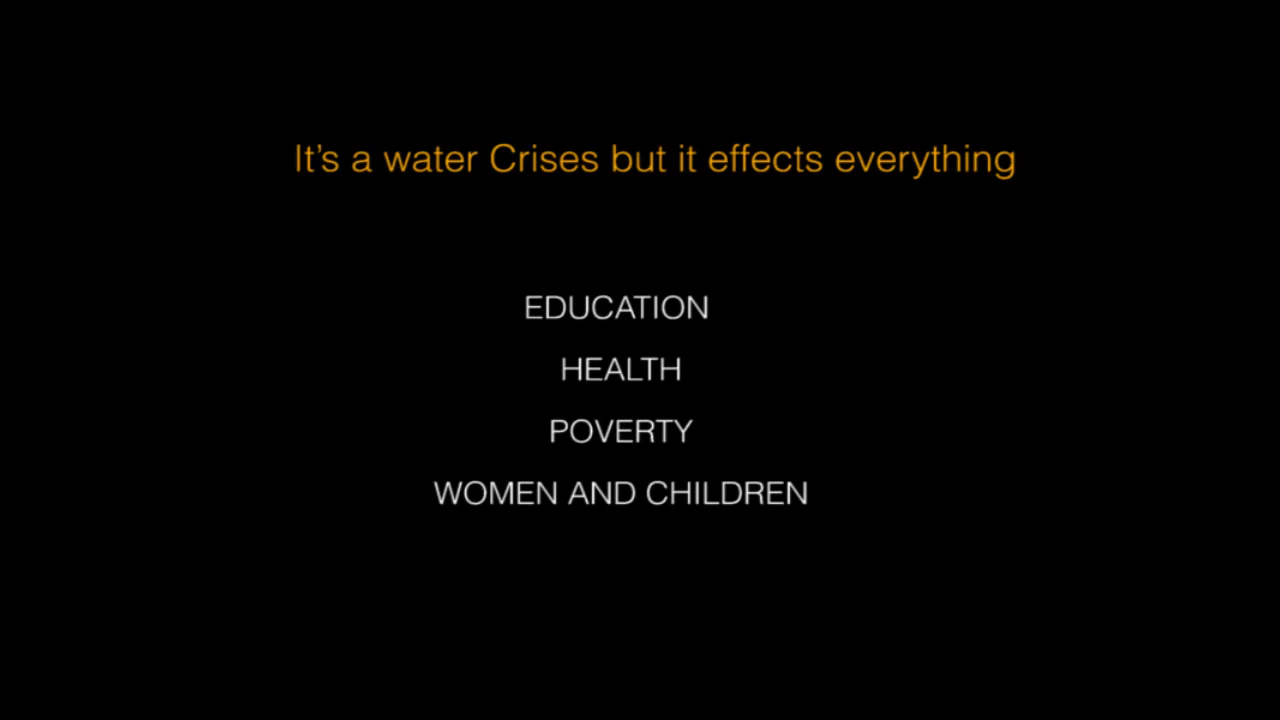 It’s a water Crises but it effects everything
EDUCATION
HEALTH
POVERTY
WOMEN AND CHILDREN